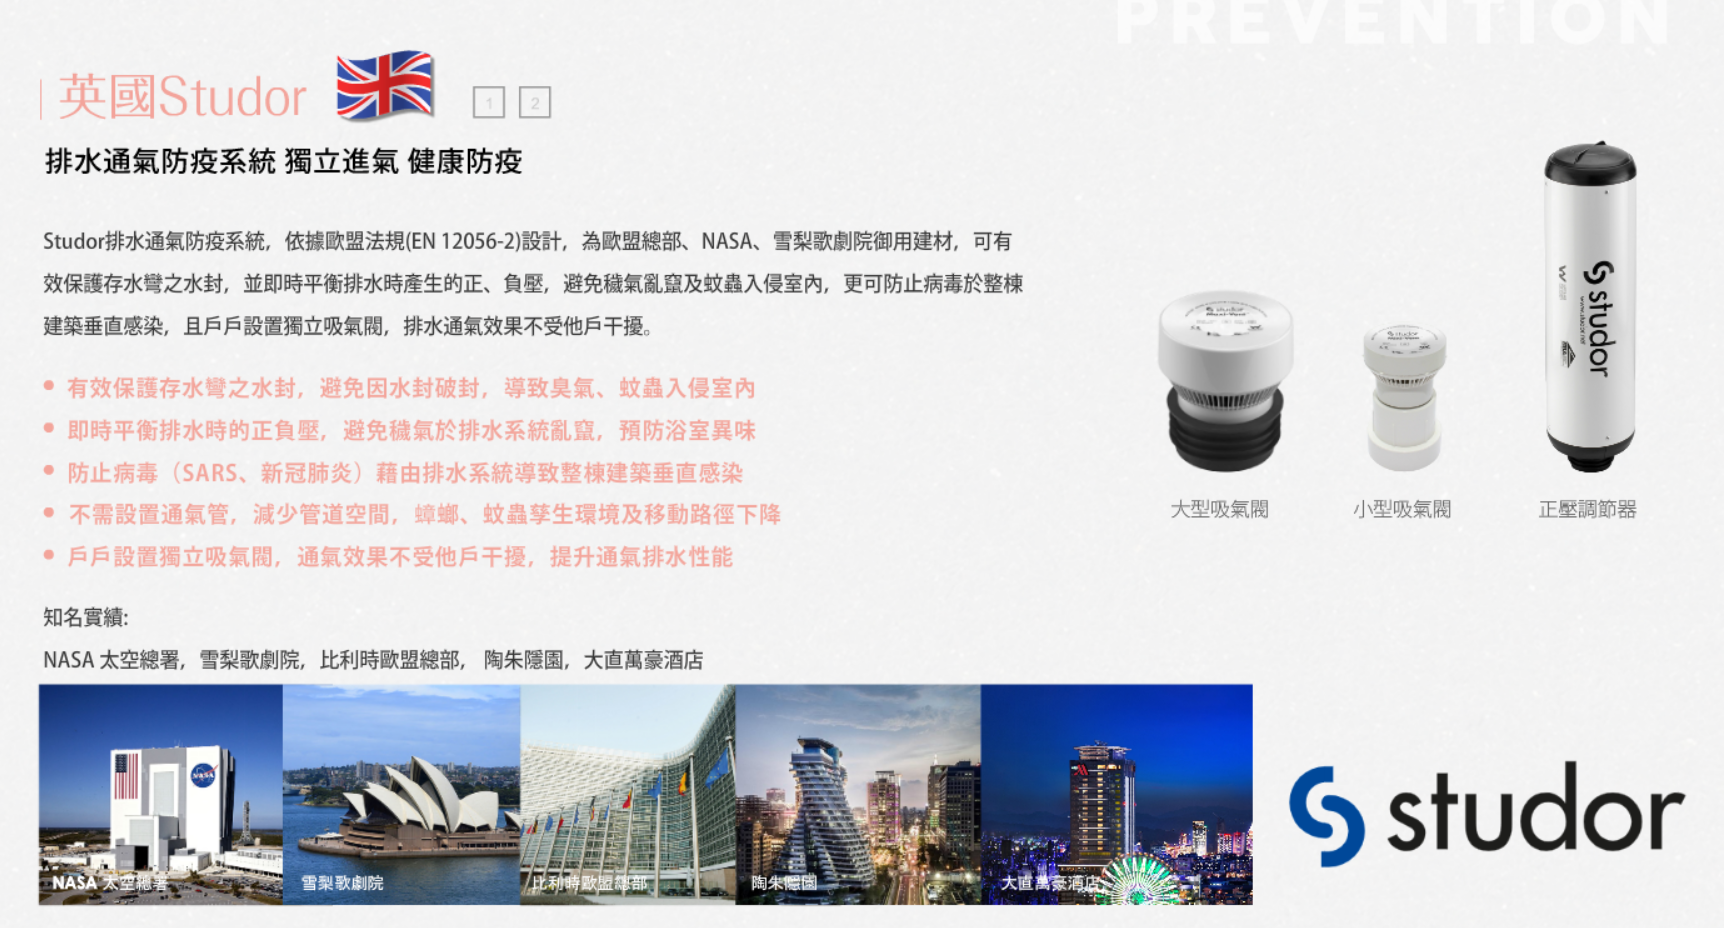 PREVENTION
英國Studor
1 2
排水通氣防疫系統 獨立進氣 健康防疫
Studor排水通氣防疫系統，依據歐盟法規(EN 12056-2)設計，為歐盟總部、NASA、雪梨歌劇院御用建材，可有
效保護存水彎之水封，並即時平衡排水時產生的正、負壓，避免穢氣亂竄及蚊蟲入侵室內，更可防止病毒於整棟
建築垂直感染，且戶戶設置獨立吸氣閥，排水通氣效果不受他戶干擾。
• 有效保護存水彎之水封，避免因水封破封，導致臭氣、蚊蟲入侵室內
• 即時平衡排水時的正負壓，避免穢氣於排水系統亂竄，預防浴室異味
• 防止病毒（SARS、新冠肺炎）藉由排水系統導致整棟建築垂直感染
• 不需設置通氣管，減少管道空間，蟑螂、蚊蟲孳生環境及移動路徑下降
• 戶戶設置獨立吸氣閥，通氣效果不受他戶干擾，提升通氣排水性能
知名實績:
NASA 太空總署，雪梨歌劇院，比利時歐盟總部， 陶朱隱園，大直萬豪酒店
NASA 太空總署
雪梨歌劇院
比利時歐盟總部
陶朱隱園
大直萬豪酒店
studor
Maxi-Vent
studor
studor
www.studor.net
大型吸氣閥
小型吸氣閥
正壓調節器
NASA
studor